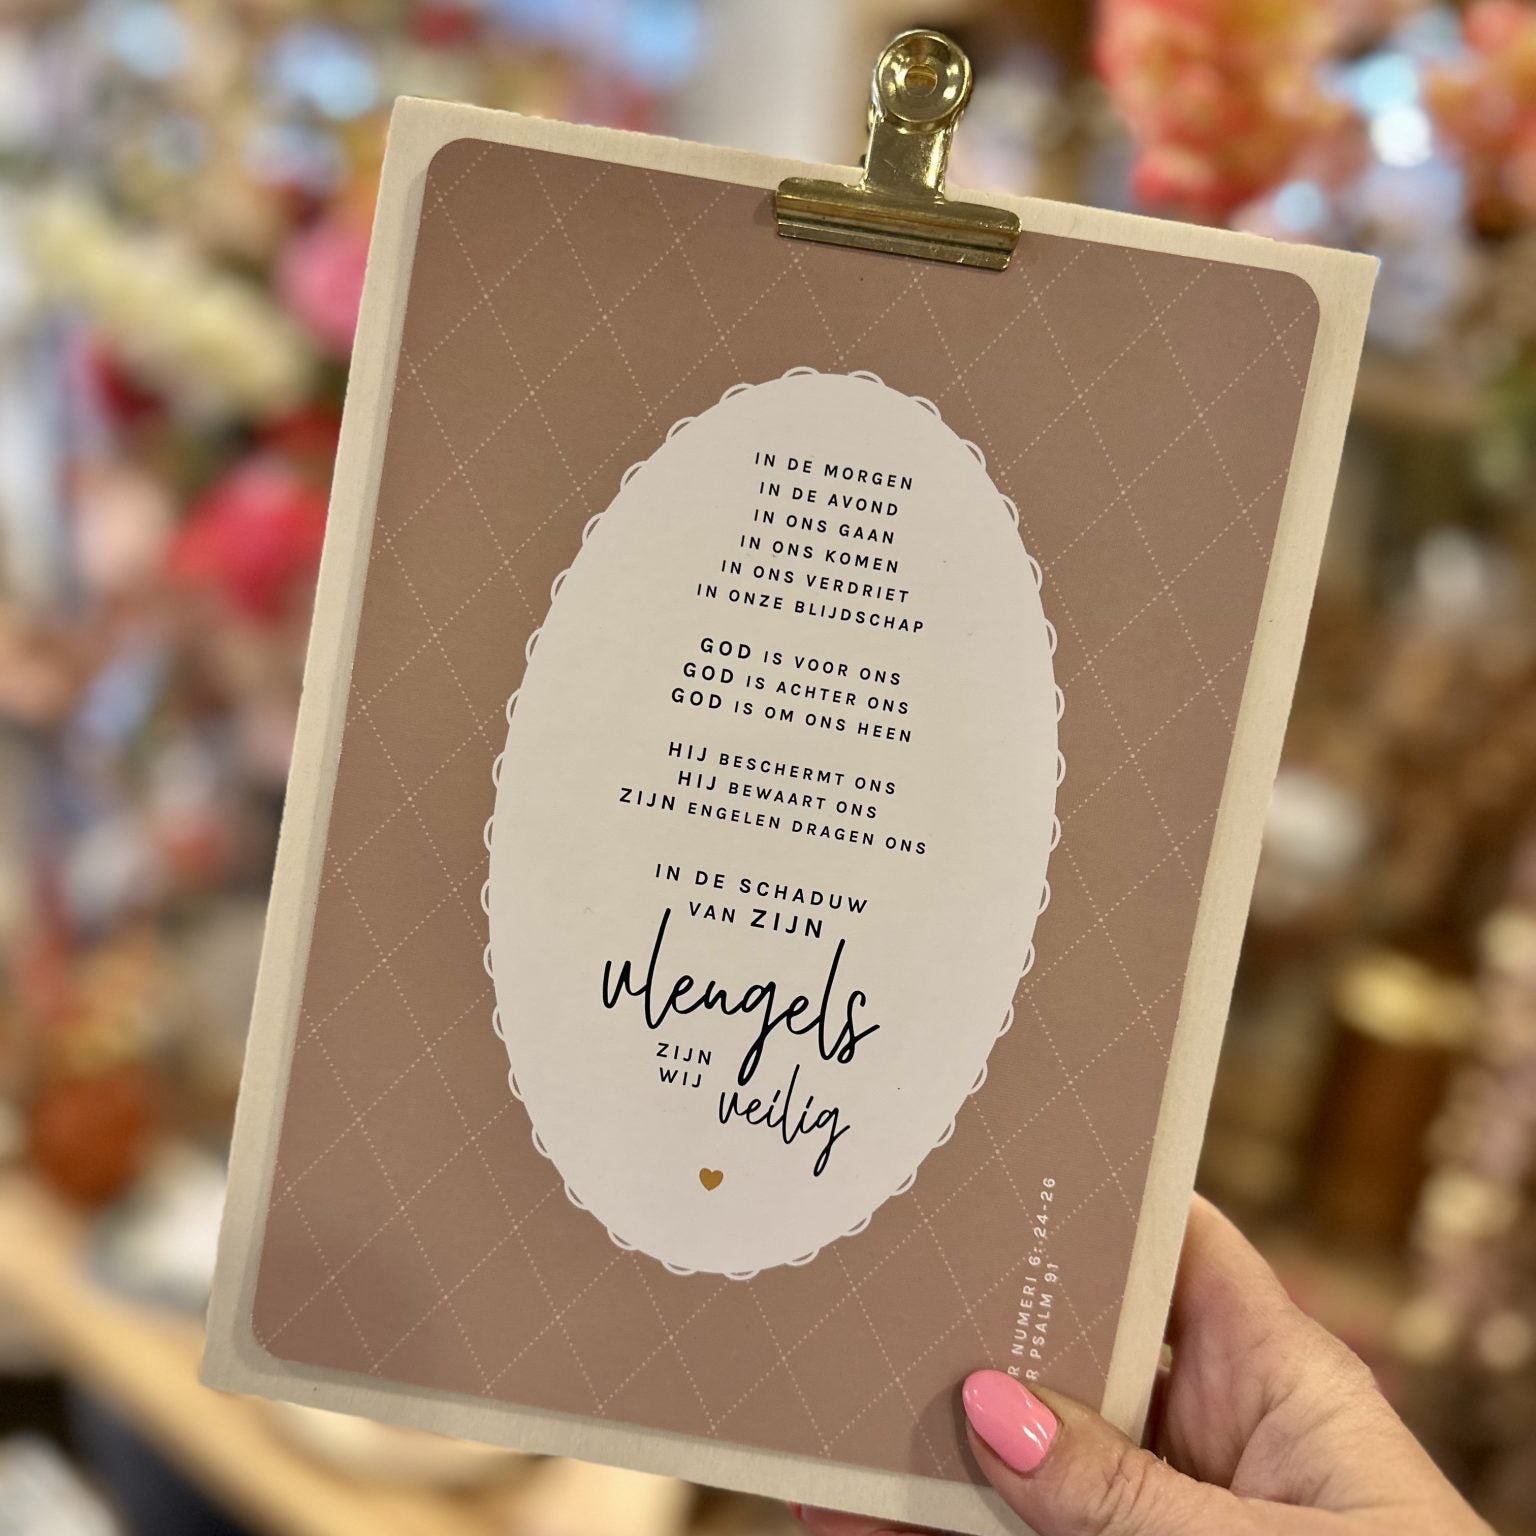 IN DE MORGEN
IN DE AVOND
IN ONS GAAN
IN ONS KOMEN
IN ONS VERDRIET
IN ONZE BLIJDSCHAP
GOD IS VOOR ONS
GOD IS ACHTER ONS
GOD IS OM ONS HEEN
HIJ BESCHERMT ONS
HIJ BEWAART ONS
ZIJN ENGELEN DRAGEN ONS
IN DE SCHADUW
VAN ZIJN
vleugels
ZIJN
WIJ
veilig
NUMERI 6: 24-26
PSALM 91